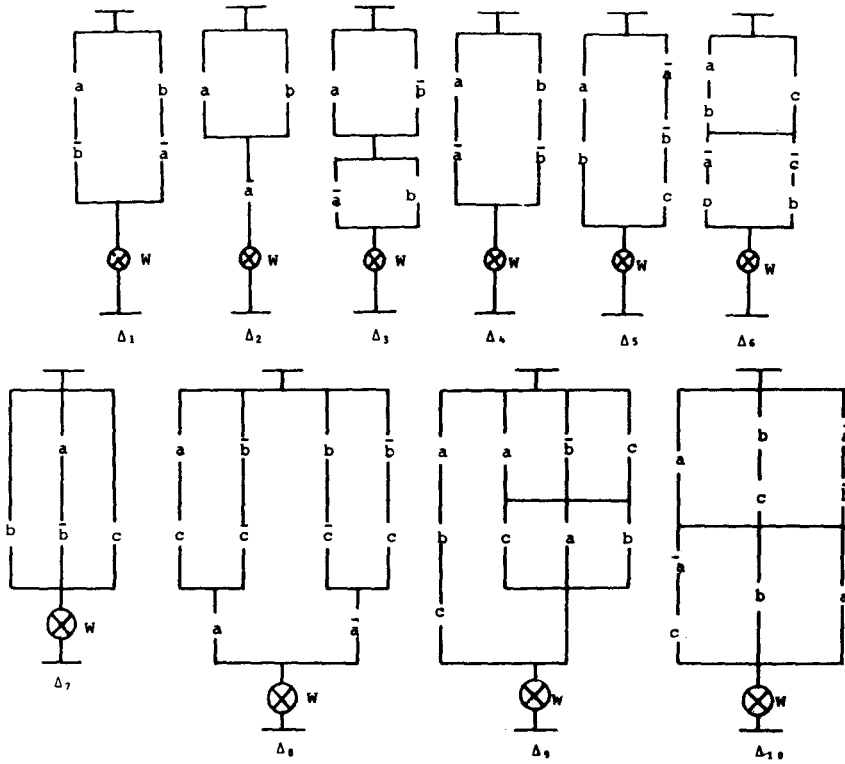 a b a b a b̄ a b a ā a c
b
b̄ ā ā b̄ b b̄ ā c̄
ā ā b c b
W W W W W W
Δ₁ Δ₂ Δ₃ Δ₄ Δ₅ Δ₆
a a b̄ b b̄ a a b̄ c a b
c
b b̄ c c c̄ c̄ c b c a b ā
b
a ā c c
W W W W
Δ₇ Δ₈ Δ₉ Δ₁₀